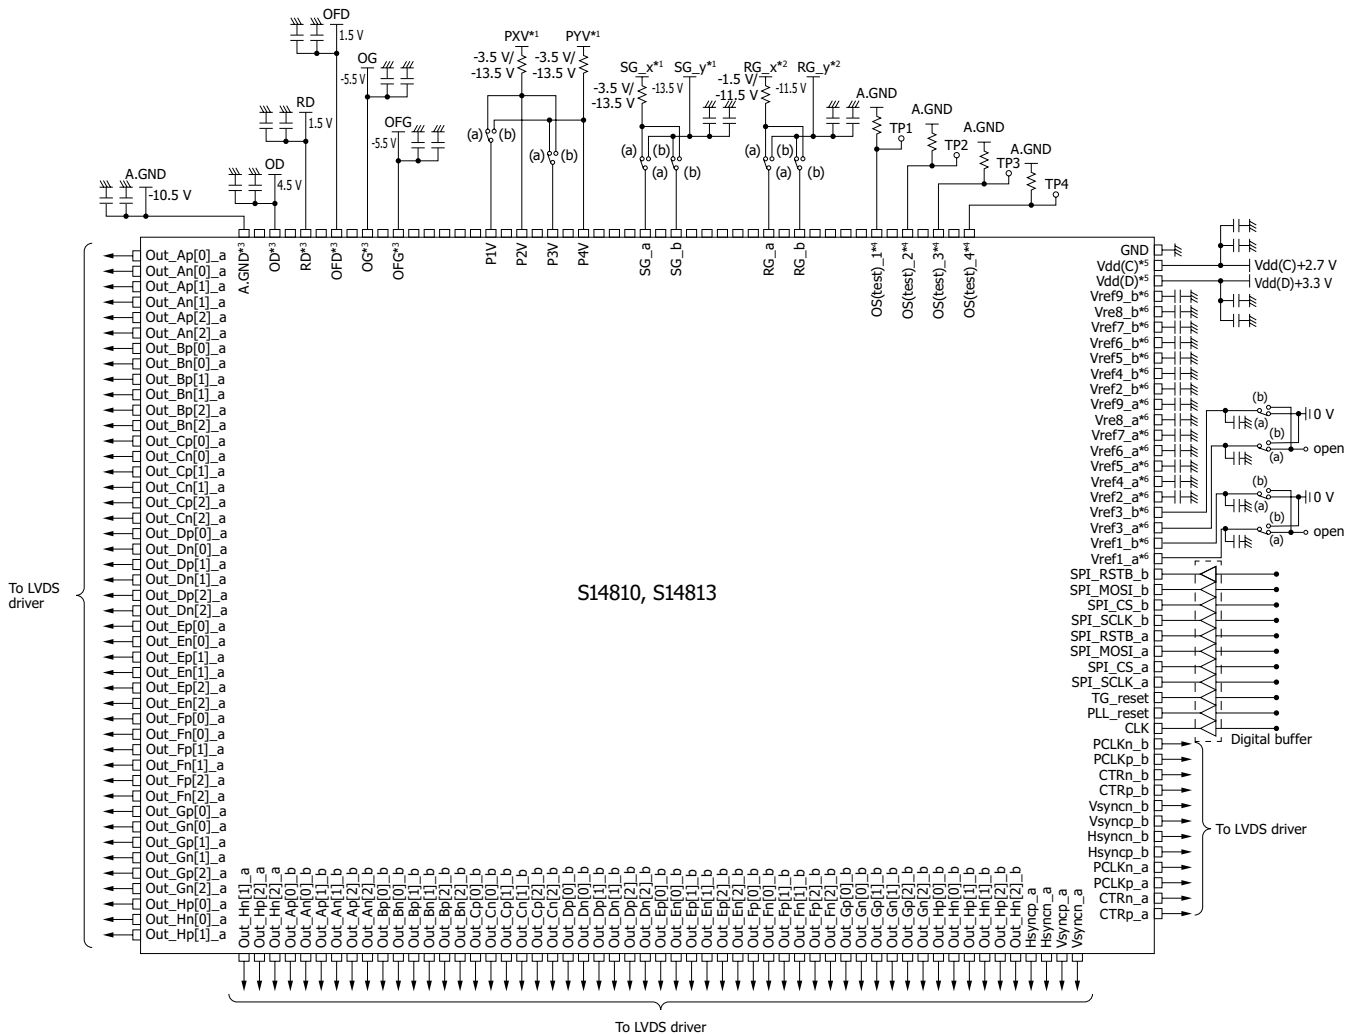 OFD
1.5 V
OG
-5.5 V
RD
1.5 V
OFG
-5.5 V
OD
4.5 V
A.GND
-10.5 V
PXV*1
-3.5 V/
-13.5 V
PYV*1
-3.5 V/
-13.5 V
(a)
(b)
(a)
(b)
SG_x*1
-3.5 V/
-13.5 V
SG_y*1
-13.5 V
(a)
(b)
(a)
(b)
RG_x*2
-1.5 V/
-11.5 V
RG_y*2
-11.5 V
(a)
(b)
(a)
(b)
A.GND
TP1
A.GND
TP2
A.GND
TP3
A.GND
TP4
A.GND*3
OD*3
RD*3
OFD*3
OG*3
OFG*3
P1V
P2V
P3V
P4V
SG_a
SG_b
RG_a
RG_b
OS(test)_1*4
OS(test)_2*4
OS(test)_3*4
OS(test)_4*4
To LVDS
driver
Out_Ap[0]_a
Out_An[0]_a
Out_Ap[1]_a
Out_An[1]_a
Out_Ap[2]_a
Out_An[2]_a
Out_Bp[0]_a
Out_Bn[0]_a
Out_Bp[1]_a
Out_Bn[1]_a
Out_Bp[2]_a
Out_Bn[2]_a
Out_Cp[0]_a
Out_Cn[0]_a
Out_Cp[1]_a
Out_Cn[1]_a
Out_Cp[2]_a
Out_Cn[2]_a
Out_Dp[0]_a
Out_Dn[0]_a
Out_Dp[1]_a
Out_Dn[1]_a
Out_Dp[2]_a
Out_Dn[2]_a
Out_Ep[0]_a
Out_En[0]_a
Out_Ep[1]_a
Out_En[1]_a
Out_Ep[2]_a
Out_En[2]_a
Out_Fp[0]_a
Out_Fn[0]_a
Out_Fp[1]_a
Out_Fn[1]_a
Out_Fp[2]_a
Out_Fn[2]_a
Out_Gp[0]_a
Out_Gn[0]_a
Out_Gp[1]_a
Out_Gn[1]_a
Out_Gp[2]_a
Out_Gn[2]_a
Out_Hp[0]_a
Out_Hn[0]_a
Out_Hp[1]_a
S14810, S14813
GND
Vdd(C)*5
Vdd(D)*5
Vref9_b*6
Vre8_b*6
Vref7_b*6
Vref6_b*6
Vref5_b*6
Vref4_b*6
Vref2_b*6
Vref9_a*6
Vre8_a*6
Vref7_a*6
Vref6_a*6
Vref5_a*6
Vref4_a*6
Vref2_a*6
Vref3_b*6
Vref3_a*6
Vref1_b*6
Vref1_a*6
SPI_RSTB_b
SPI_MOSI_b
SPI_CS_b
SPI_SCLK_b
SPI_RSTB_a
SPI_MOSI_a
SPI_CS_a
SPI_SCLK_a
TG_reset
PLL_reset
CLK
PCLKn_b
PCLKp_b
CTRn_b
CTRp_b
Vsyncn_b
Vsyncp_b
Hsyncn_b
Hsyncp_b
PCLKn_a
PCLKp_a
CTRn_a
CTRp_a
Vdd(C)+2.7 V
Vdd(D)+3.3 V
(b)
0 V
(a)
(b)
open
(a)
(b)
0 V
(a)
(b)
open
(a)
Digital buffer
To LVDS driver
Out_Hn[1]_a
Out_Hp[2]_a
Out_Hn[2]_a
Out_Ap[0]_b
Out_An[0]_b
Out_Ap[1]_b
Out_An[1]_b
Out_Ap[2]_b
Out_An[2]_b
Out_Bp[0]_b
Out_Bn[0]_b
Out_Bp[1]_b
Out_Bn[1]_b
Out_Bp[2]_b
Out_Bn[2]_b
Out_Cp[0]_b
Out_Cn[0]_b
Out_Cp[1]_b
Out_Cn[1]_b
Out_Cp[2]_b
Out_Cn[2]_b
Out_Dp[0]_b
Out_Dn[0]_b
Out_Dp[1]_b
Out_Dn[1]_b
Out_Dp[2]_b
Out_Dn[2]_b
Out_Ep[0]_b
Out_En[0]_b
Out_Ep[1]_b
Out_En[1]_b
Out_Ep[2]_b
Out_En[2]_b
Out_Fp[0]_b
Out_Fn[0]_b
Out_Fp[1]_b
Out_Fn[1]_b
Out_Fp[2]_b
Out_Fn[2]_b
Out_Gp[0]_b
Out_Gn[0]_b
Out_Gp[1]_b
Out_Gn[1]_b
Out_Gp[2]_b
Out_Gn[2]_b
Out_Hp[0]_b
Out_Hn[0]_b
Out_Hp[1]_b
Out_Hn[1]_b
Out_Hp[2]_b
Out_Hn[2]_b
Hsyncp_a
Hsyncn_a
Vsyncp_a
Vsyncn_a
To LVDS driver